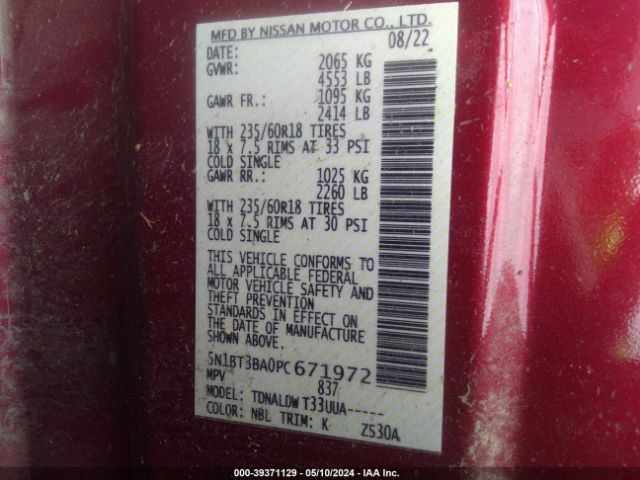 MFD BY NISSAN MOTOR CO., LTD.
DATE: 08/22
GVWR: 2065 KG
4553 LB
GAWR FR.: 1095 KG
2414 LB
WITH 235/60R18 TIRES
18 x 7.5 RIMS AT 33 PSI
COLD SINGLE
GAWR RR.: 1025 KG
2260 LB
WITH 235/60R18 TIRES
18 x 7.5 RIMS AT 30 PSI
COLD SINGLE
THIS VEHICLE CONFORMS TO
ALL APPLICABLE FEDERAL
MOTOR VEHICLE SAFETY AND
THEFT PREVENTION
STANDARDS IN EFFECT ON
THE DATE OF MANUFACTURE
SHOWN ABOVE.
5N1BT3BA0PC671972
MPV 837
MODEL: TDNALDW T33UUA-----
COLOR: NBL TRIM: K ZS30A
000-39371129 - 05/10/2024 - IAA Inc.